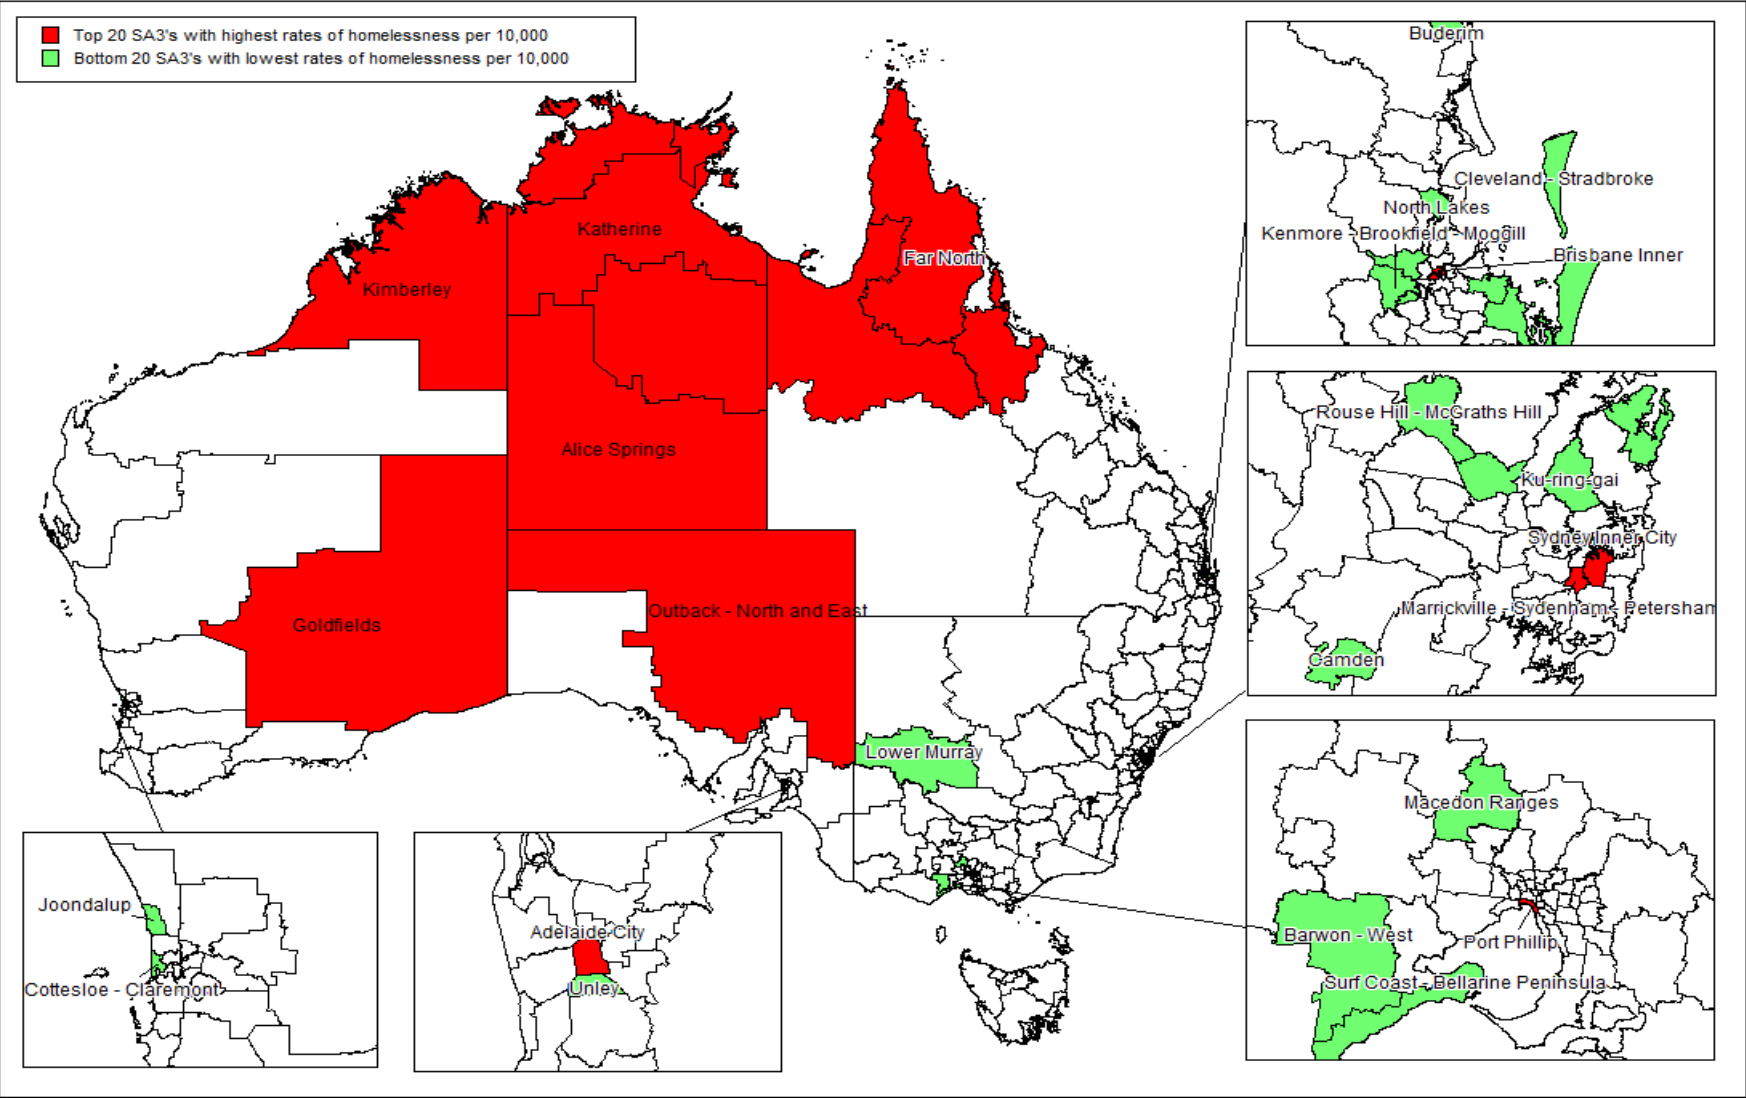 Top 20 SA3's with highest rates of homelessness per 10,000
Bottom 20 SA3's with lowest rates of homelessness per 10,000
Katherine
Kimberley
Far North
Alice Springs
Goldfields
Outback - North and East
Lower Murray
Buderim
Cleveland - Stradbroke
North Lakes
Kenmore - Brookfield - Moggill
Brisbane Inner
Rouse Hill - McGraths Hill
Ku-ring-gai
Sydney Inner City
Marrickville - Sydenham - Petersham
Camden
Macedon Ranges
Barwon - West
Port Phillip
Surf Coast - Bellarine Peninsula
Joondalup
Cottesloe - Claremont
Adelaide City
Unley